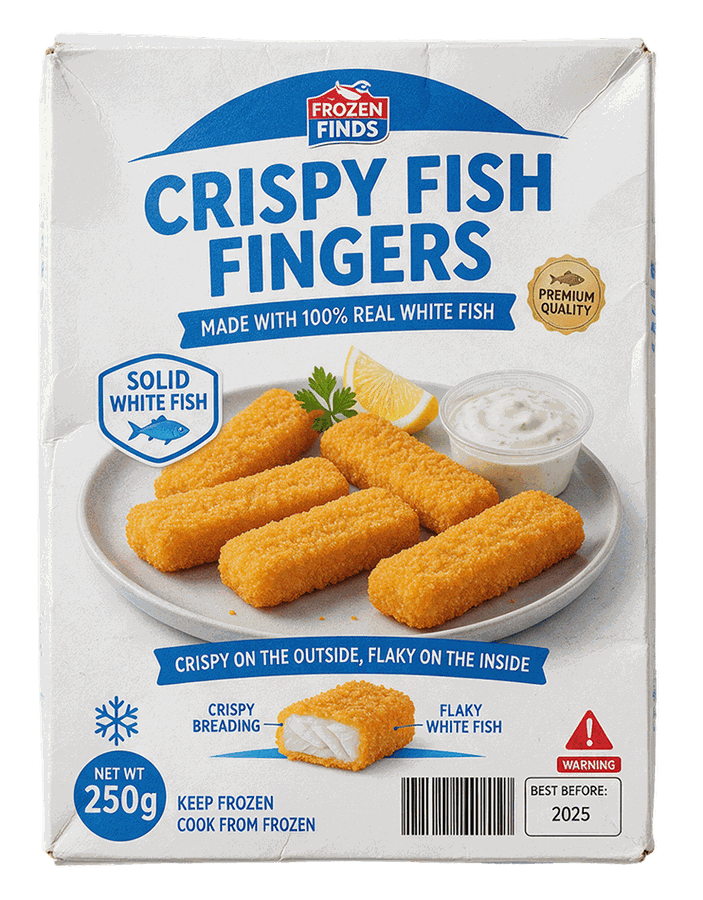 FROZEN
FINDS
CRISPY FISH
FINGERS
MADE WITH 100% REAL WHITE FISH
PREMIUM
QUALITY
SOLID
WHITE FISH
CRISPY ON THE OUTSIDE, FLAKY ON THE INSIDE
CRISPY
BREADING
FLAKY
WHITE FISH
NET WT
250g
KEEP FROZEN
COOK FROM FROZEN
!
WARNING
BEST BEFORE:
2025